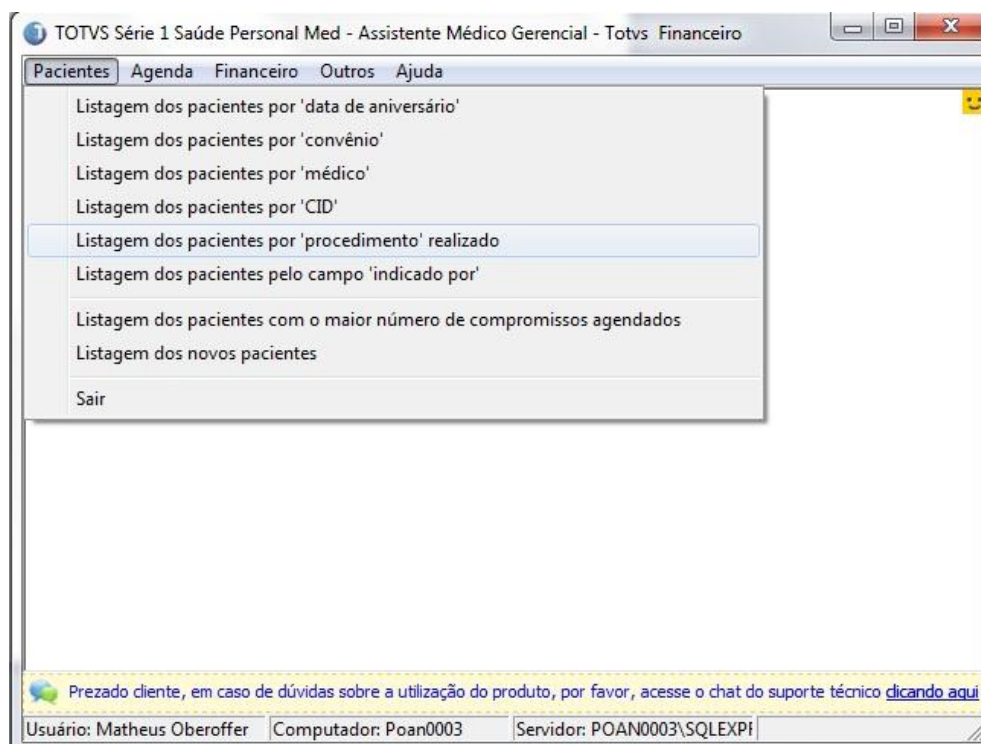 TOTVS Série 1 Saúde Personal Med - Assistente Médico Gerencial - Totvs Financeiro
Pacientes Agenda Financeiro Outros Ajuda
Listagem dos pacientes por 'data de aniversário'
Listagem dos pacientes por 'convênio'
Listagem dos pacientes por 'médico'
Listagem dos pacientes por 'CID'
Listagem dos pacientes por 'procedimento' realizado
Listagem dos pacientes pelo campo 'indicado por'
Listagem dos pacientes com o maior número de compromissos agendados
Listagem dos novos pacientes
Sair
Prezado cliente, em caso de dúvidas sobre a utilização do produto, por favor, acesse o chat do suporte técnico clicando aqui
Usuário: Matheus Oberoffer Computador: Poan0003 Servidor: POAN0003\SQLEXPF